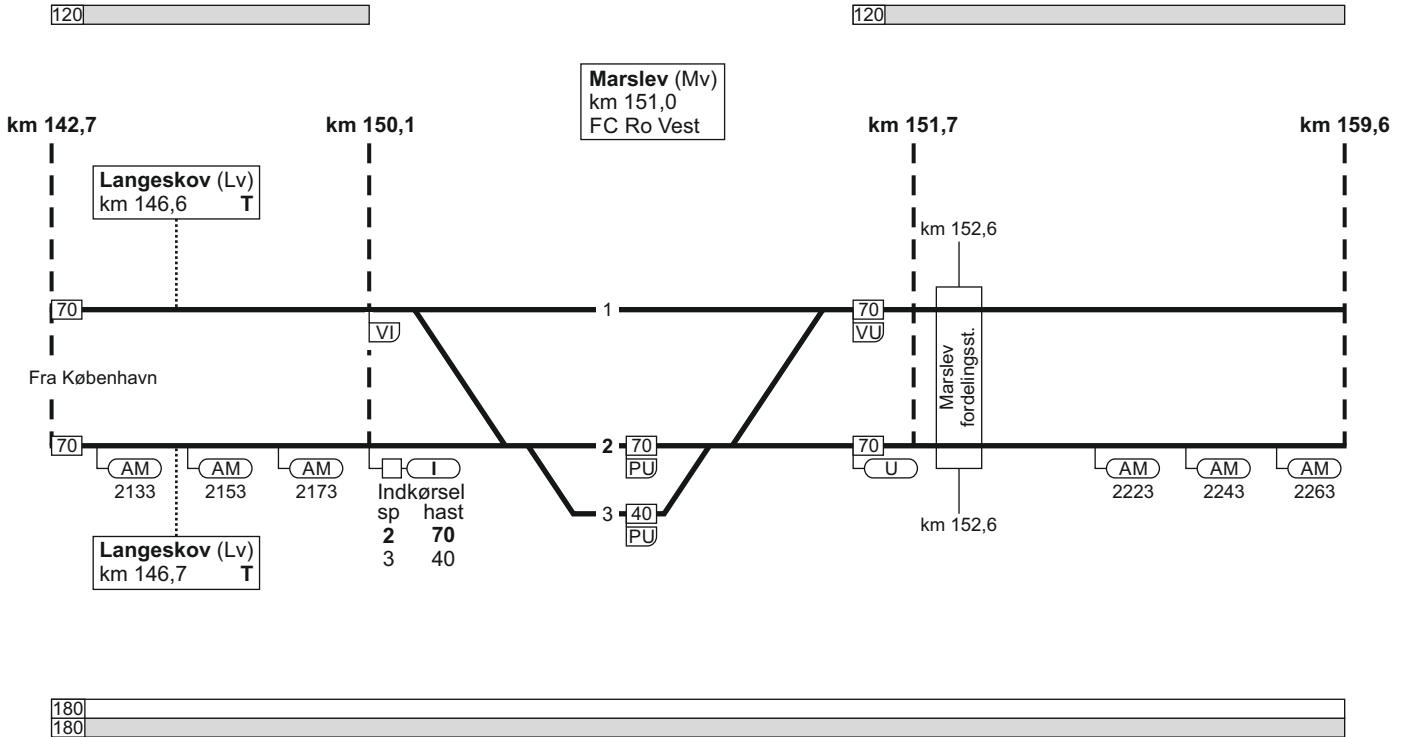 120
120
Marslev (Mv)
km 151,0
FC Ro Vest
km 142,7
km 150,1
km 151,7
km 159,6
Langeskov (Lv)
km 146,6 T
km 152,6
70
1
70
VI
VU
Marslev
fordelingsst.
Fra København
70
2
70
70
AM
AM
AM
I
PU
U
AM
AM
AM
2133
2153
2173
Indkørsel
2223
2243
2263
sp hast
3
40
2 70
PU
km 152,6
3 40
Langeskov (Lv)
km 146,7 T
180
180